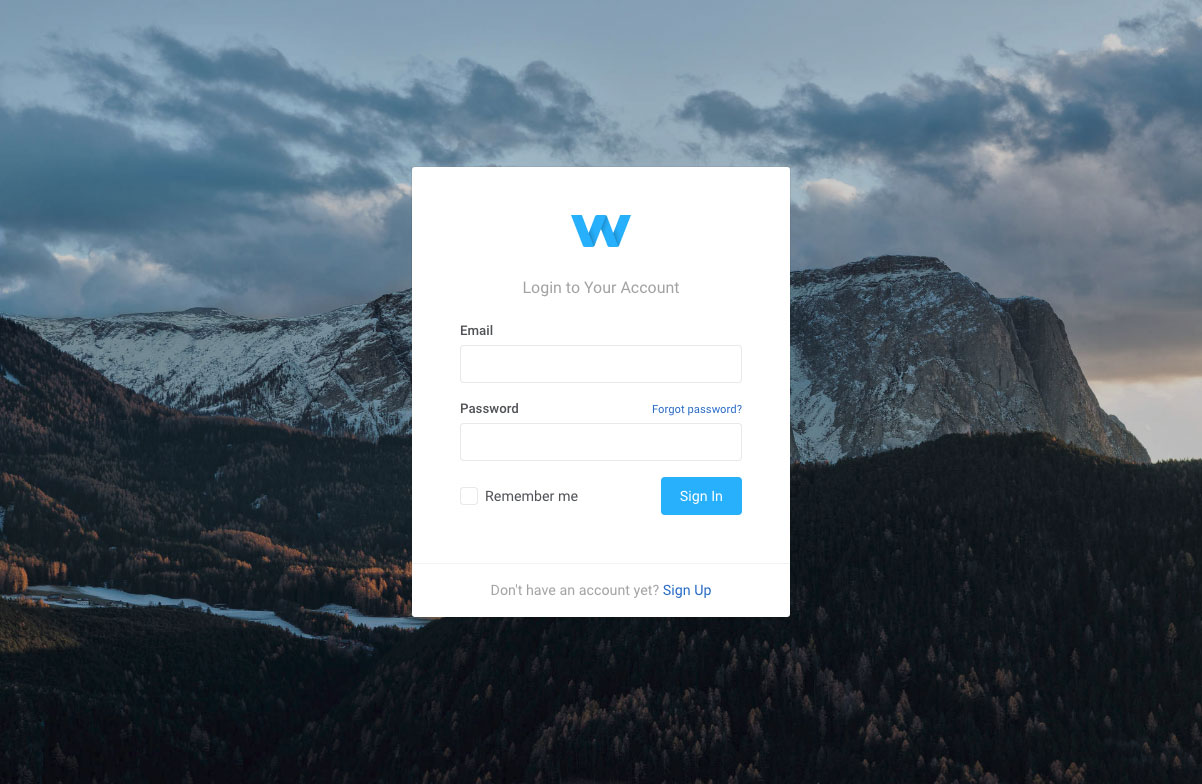 W
Login to Your Account
Email
Password Forgot password?
Remember me Sign In
Don't have an account yet? Sign Up